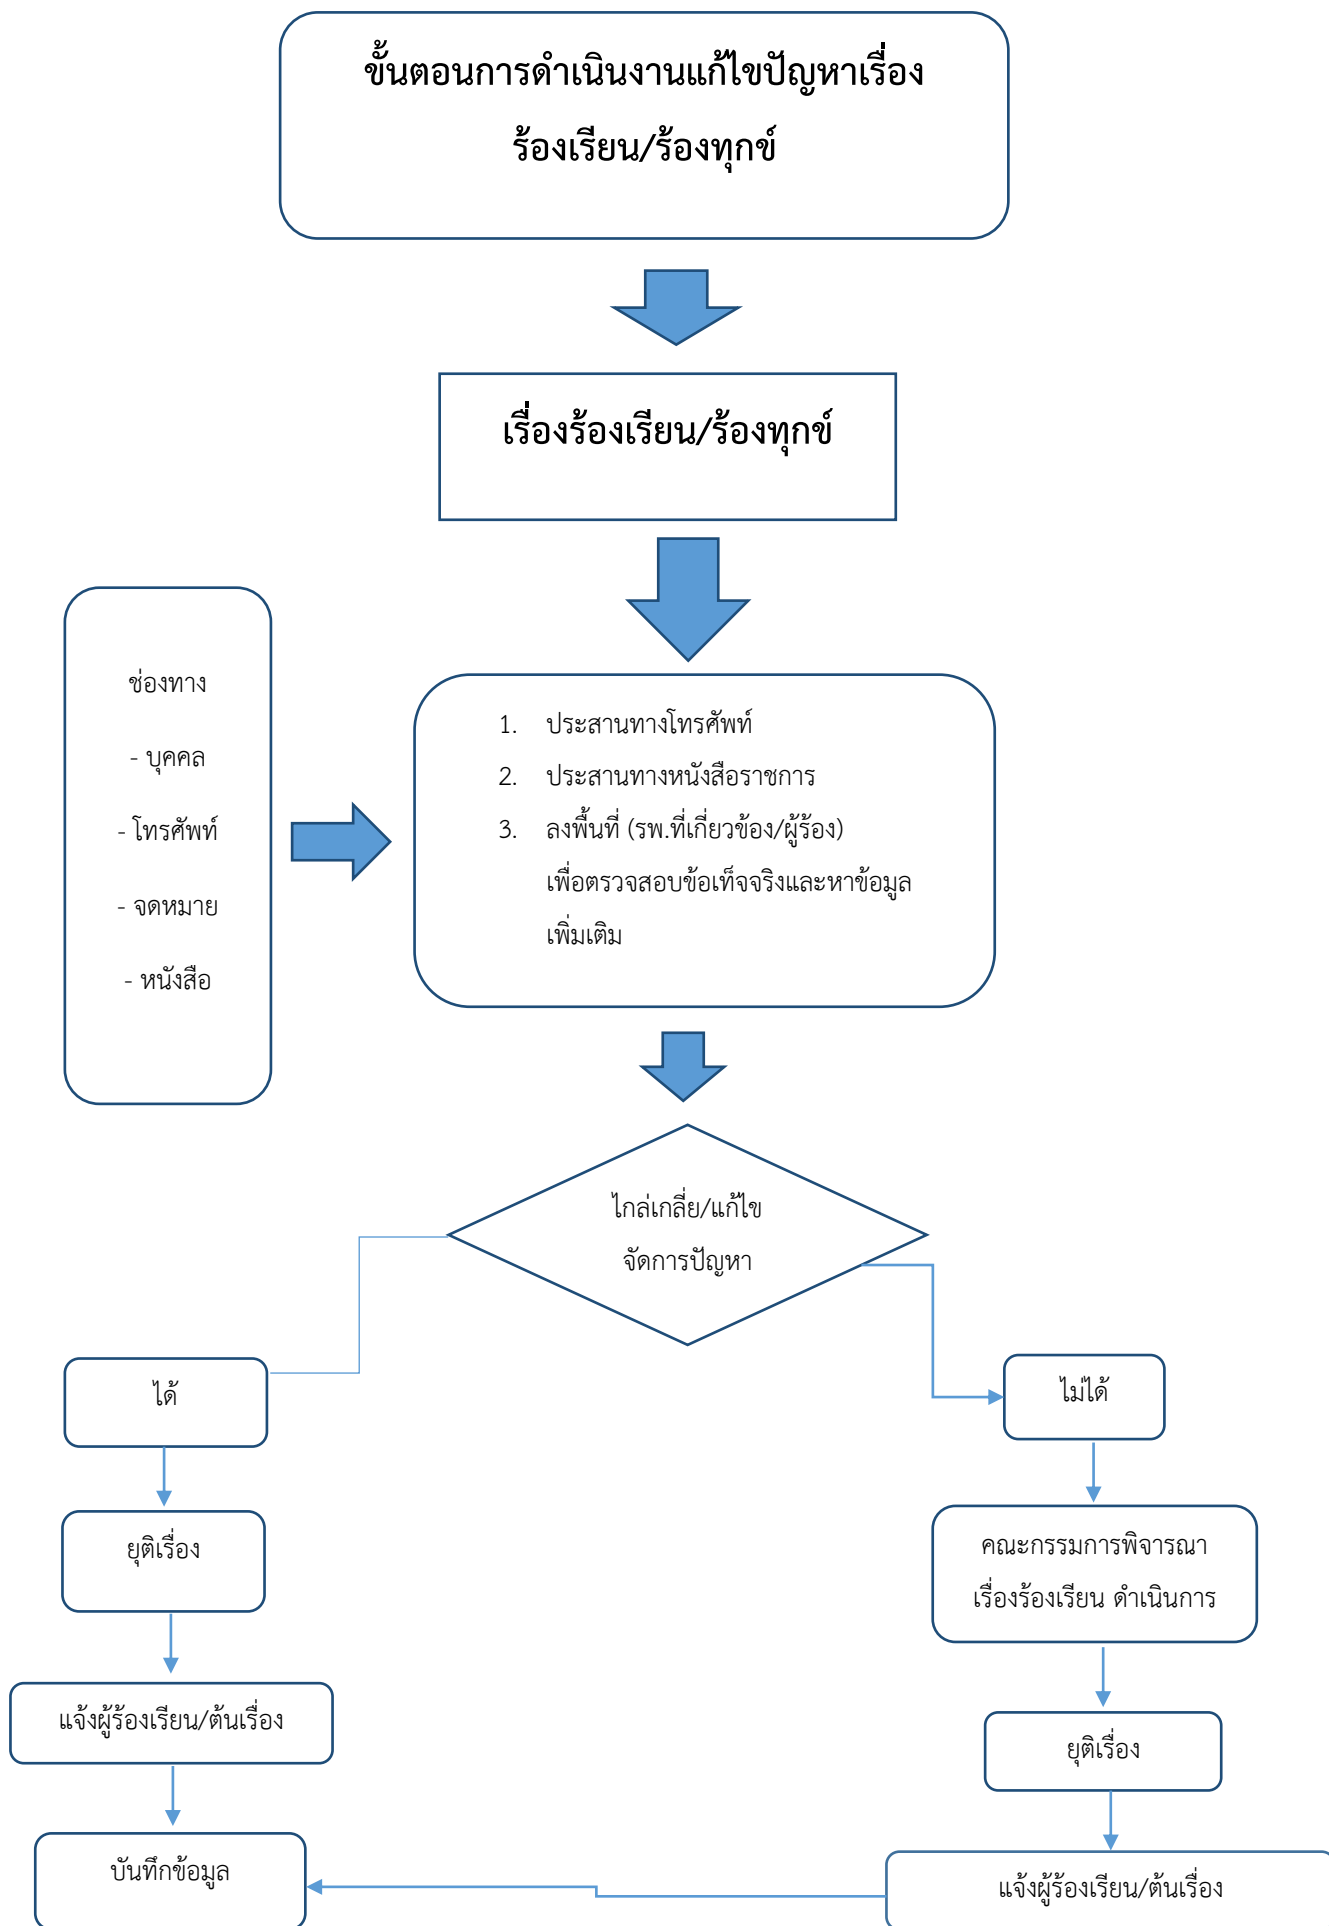 ขั้นตอนการดำเนินงานแก้ไขปัญหาเรื่อง
ร้องเรียน/ร้องทุกข์
เรื่องร้องเรียน/ร้องทุกข์
ช่องทาง
- บุคคล
- โทรศัพท์
- จดหมาย
- หนังสือ
1. ประสานทางโทรศัพท์
2. ประสานทางหนังสือราชการ
3. ลงพื้นที่ (รพ.ที่เกี่ยวข้อง/ผู้ร้อง)
เพื่อตรวจสอบข้อเท็จจริงและหาข้อมูล
เพิ่มเติม
ไกล่เกลี่ย/แก้ไข
จัดการปัญหา
ได้
ไม่ได้
ยุติเรื่อง
คณะกรรมการพิจารณา
เรื่องร้องเรียน ดำเนินการ
แจ้งผู้ร้องเรียน/ต้นเรื่อง
ยุติเรื่อง
บันทึกข้อมูล
แจ้งผู้ร้องเรียน/ต้นเรื่อง